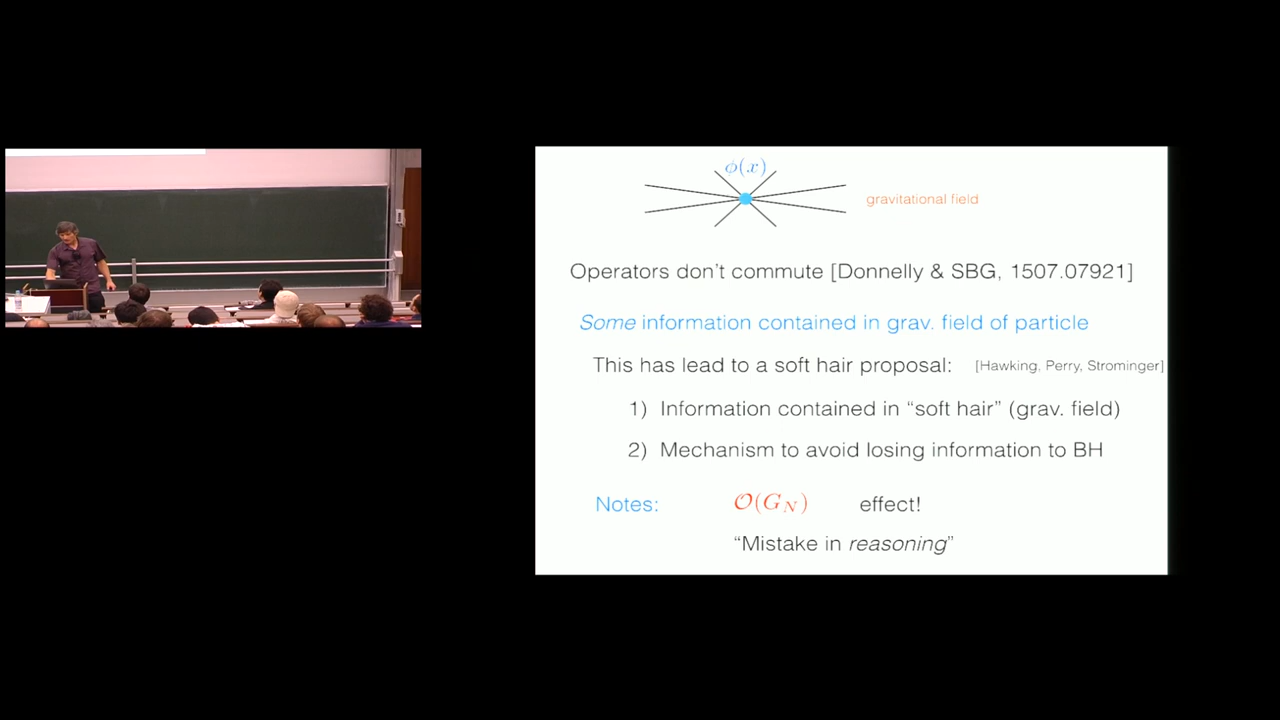 ϕ(x)
gravitational field
Operators don't commute [Donnelly & SBG, 1507.07921]
Some information contained in grav. field of particle
This has lead to a soft hair proposal: [Hawking, Perry, Strominger]
1) Information contained in "soft hair" (grav. field)
2) Mechanism to avoid losing information to BH
Notes: O(G_N) effect!
"Mistake in reasoning"